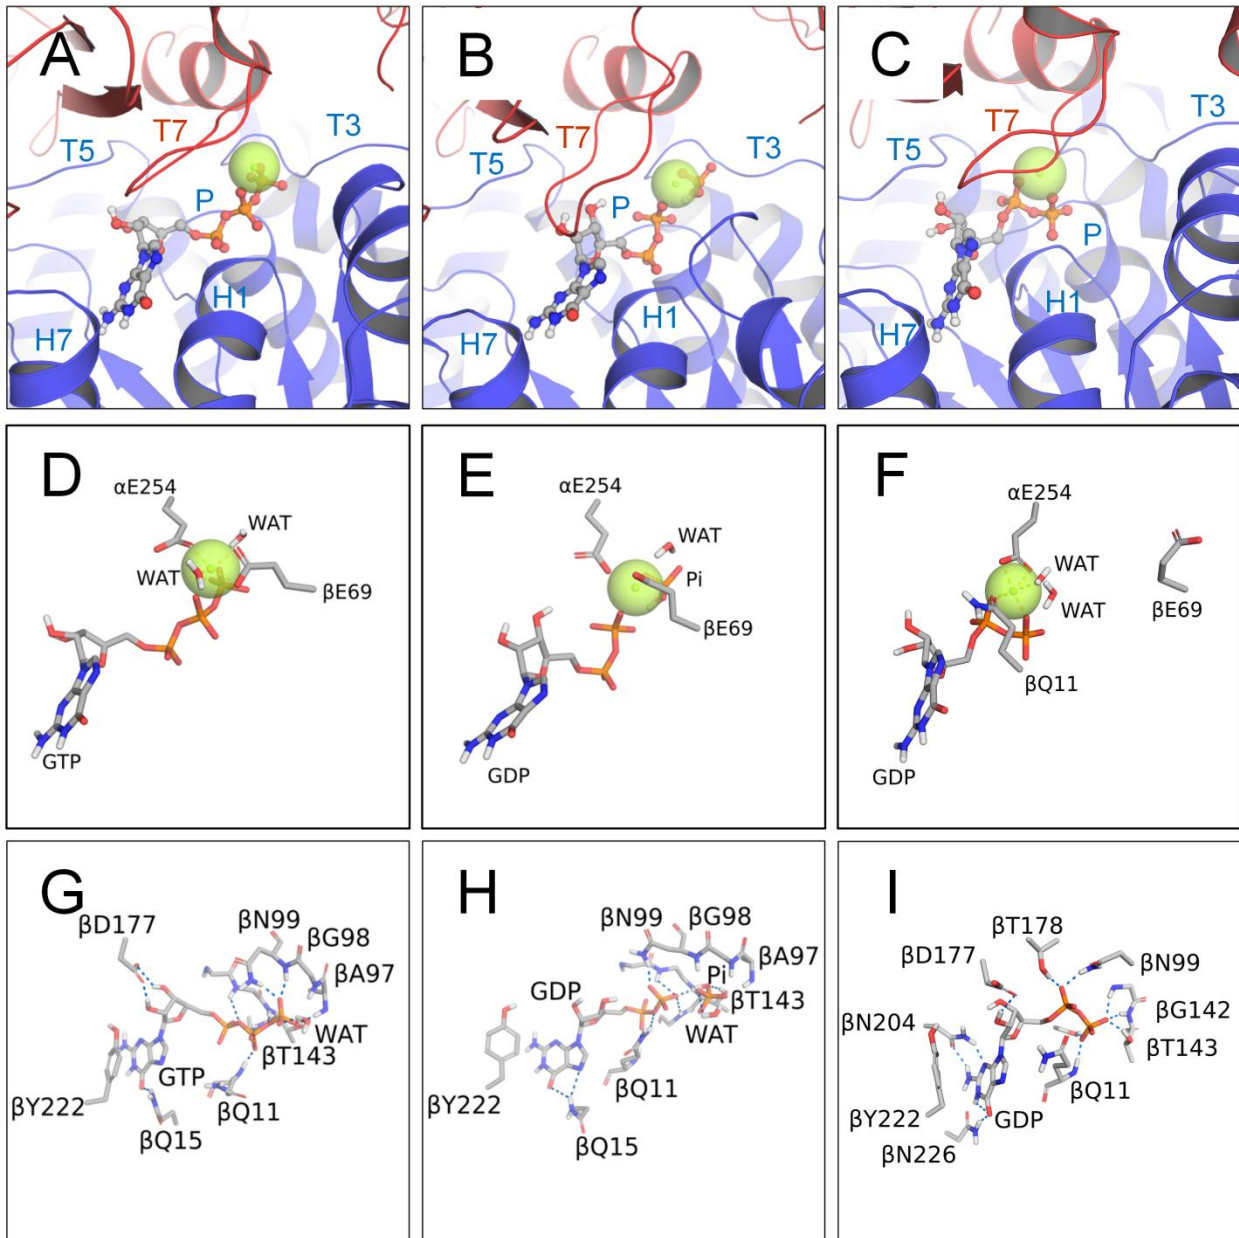 A
T5
T7
T3
P
H1
H7
B
T5
T7
T3
P
H1
H7
C
T5
T7
T3
P
H1
H7
D
αE254
WAT
WAT
βE69
GTP
E
αE254
WAT
Pi
βE69
GDP
F
αE254
WAT
WAT
βE69
βQ11
GDP
G
βD177
βN99
βG98
βA97
WAT
βT143
GTP
βQ11
βY222
βQ15
H
βN99
βG98
βA97
Pi
GDP
βT143
WAT
βQ11
βY222
βQ15
I
βT178
βD177
βN99
βG142
βN204
βT143
βQ11
βY222
GDP
βN226